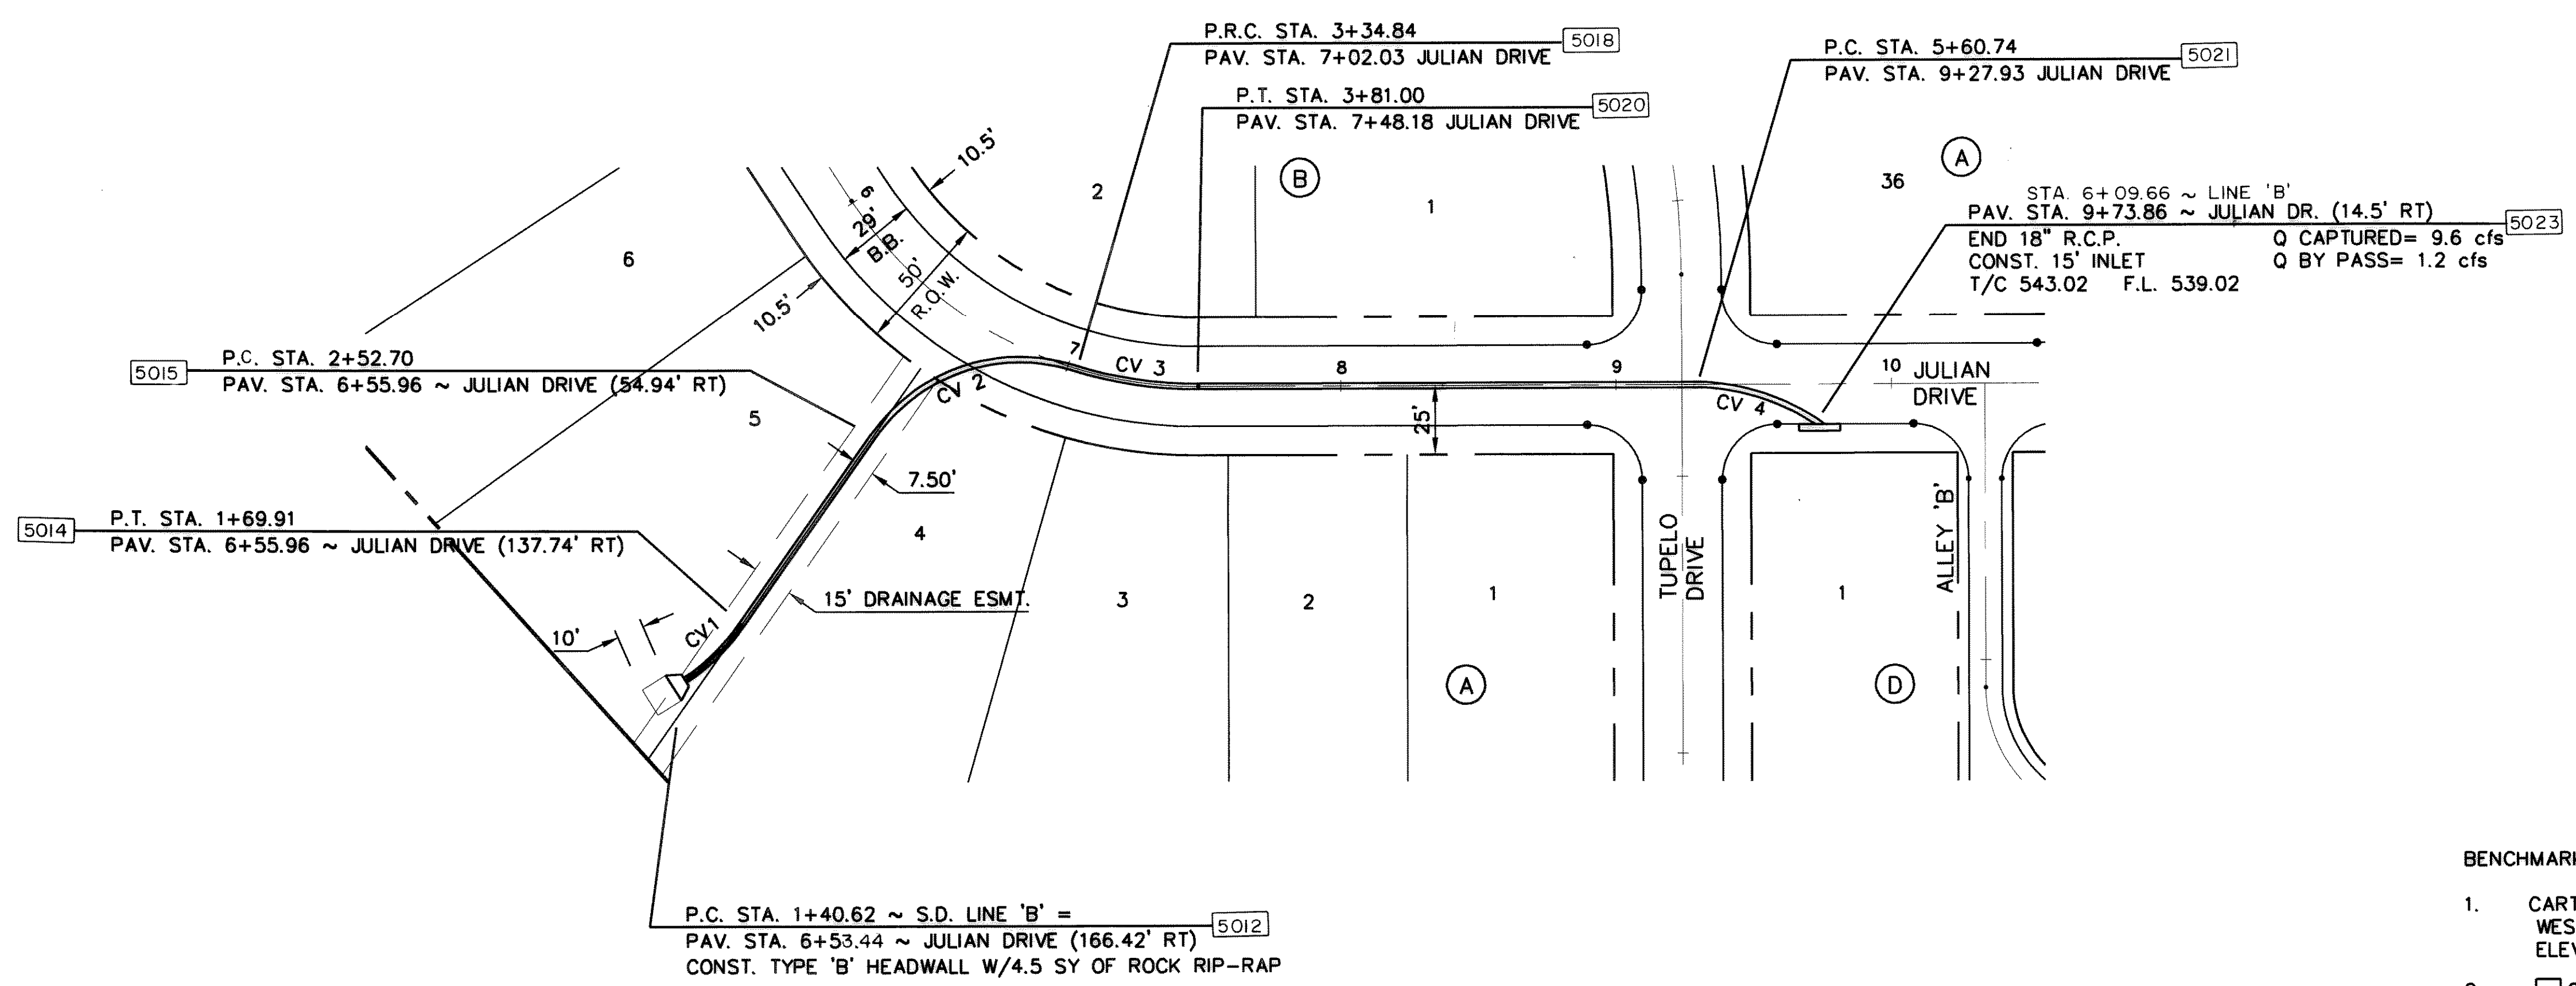 P.R.C. STA. 3+34.84
5018
PAV. STA. 7+02.03 JULIAN DRIVE
P.C. STA. 5+60.74
5021
PAV. STA. 9+27.93 JULIAN DRIVE
P.T. STA. 3+81.00
5020
PAV. STA. 7+48.18 JULIAN DRIVE
10.5'
B
A
2
1
36
6
29'
B.B.
50'
R.O.W.
6
10.5'
STA. 6+09.66 ~ LINE 'B'
PAV. STA. 9+73.86 ~ JULIAN DR. (14.5' RT)
5023
END 18" R.C.P.
Q CAPTURED= 9.6 cfs
CONST. 15' INLET
Q BY PASS= 1.2 cfs
T/C 543.02 F.L. 539.02
5015
P.C. STA. 2+52.70
PAV. STA. 6+55.96 ~ JULIAN DRIVE (54.94' RT)
7
CV 3
8
9
10
JULIAN
DRIVE
CV 2
CV 4
25'
5
7.50'
4
5014
P.T. STA. 1+69.91
PAV. STA. 6+55.96 ~ JULIAN DRIVE (137.74' RT)
15' DRAINAGE ESMT.
3
2
1
TUPELO
DRIVE
1
ALLEY 'B'
10'
CV1
A
D
P.C. STA. 1+40.62 ~ S.D. LINE 'B' =
5012
PAV. STA. 6+53.44 ~ JULIAN DRIVE (166.42' RT)
CONST. TYPE 'B' HEADWALL W/4.5 SY OF ROCK RIP-RAP
BENCHMARK
1. CART
WES
ELEV